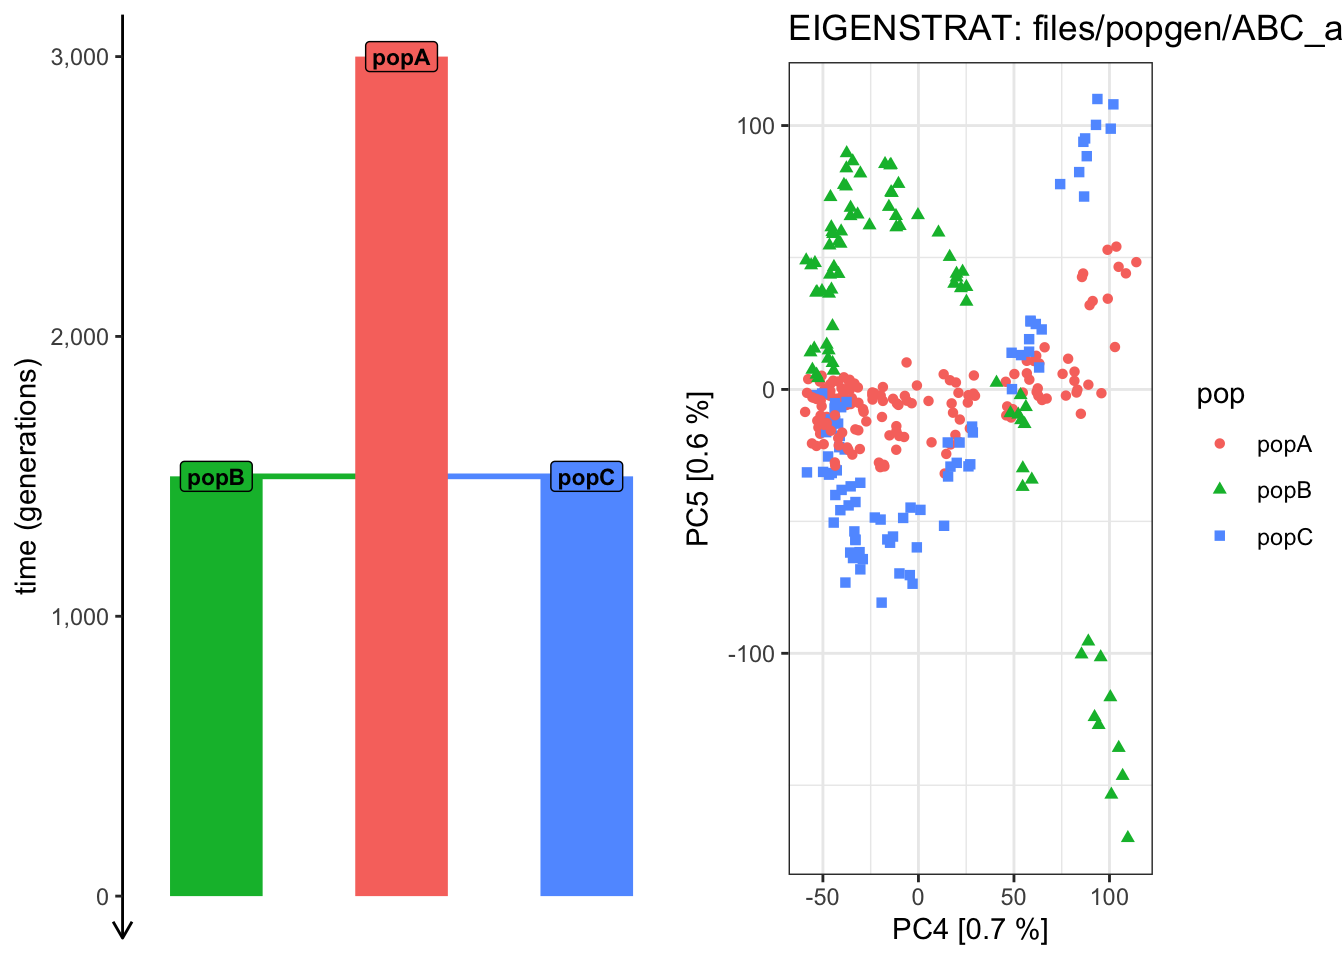 time (generations)
3,000
2,000
1,000
0
popA
popB
popC
EIGENSTRAT: files/popgen/ABC_a
PC5 [0.6 %]
100
0
-100
-50
0
50
100
PC4 [0.7 %]
pop
popA
popB
popC